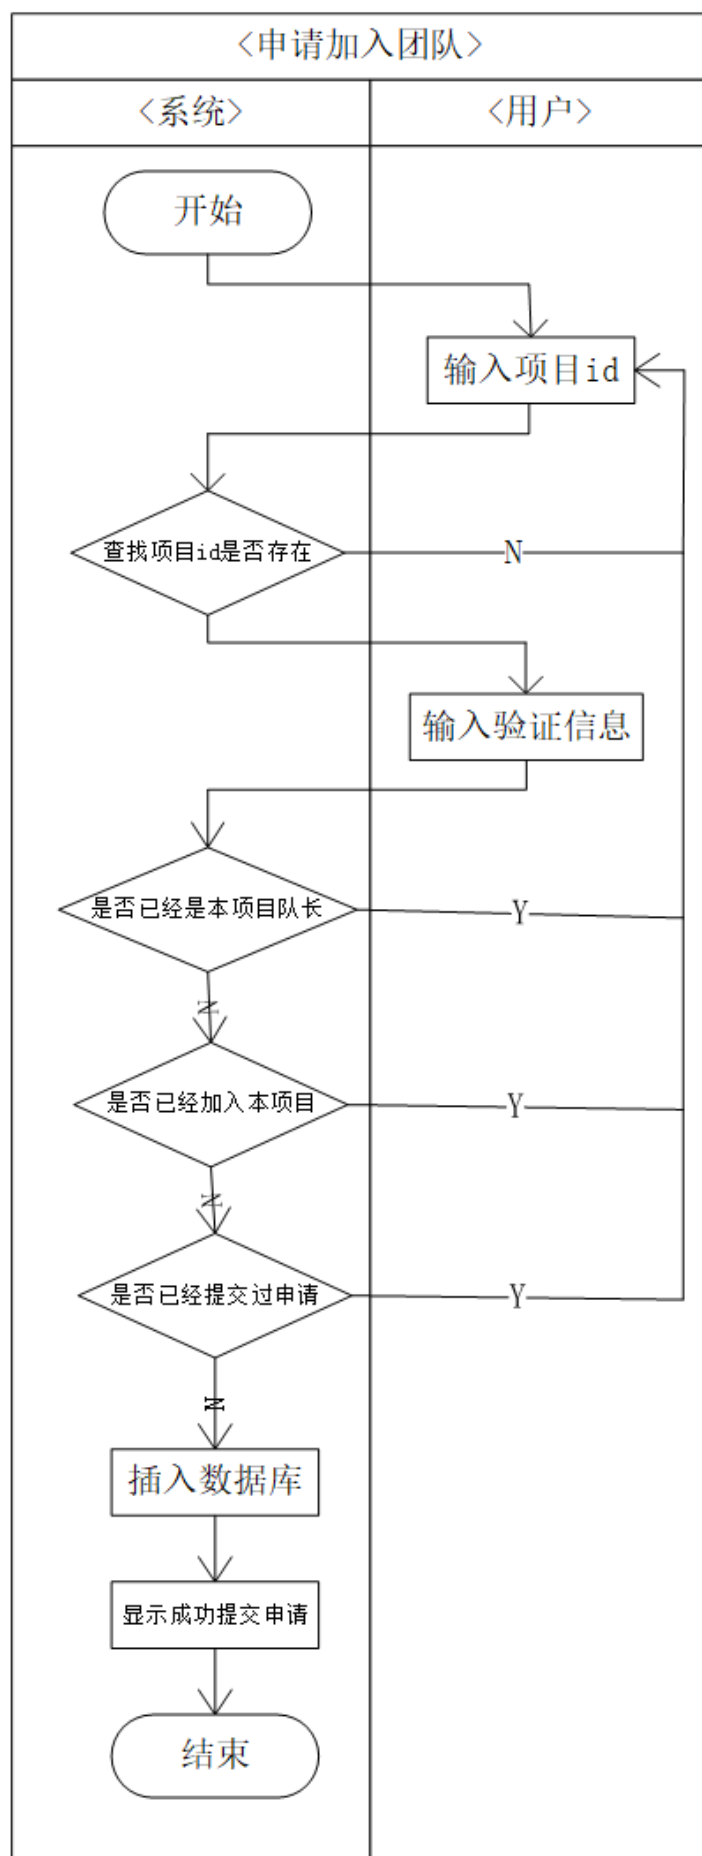 <申请加入团队>
<系统>
<用户>
开始
输入项目id
查找项目id是否存在
N
输入验证信息
是否已经是本项目队长
Y
N
是否已经加入本项目
Y
N
是否已经提交过申请
Y
N
插入数据库
显示成功提交申请
结束